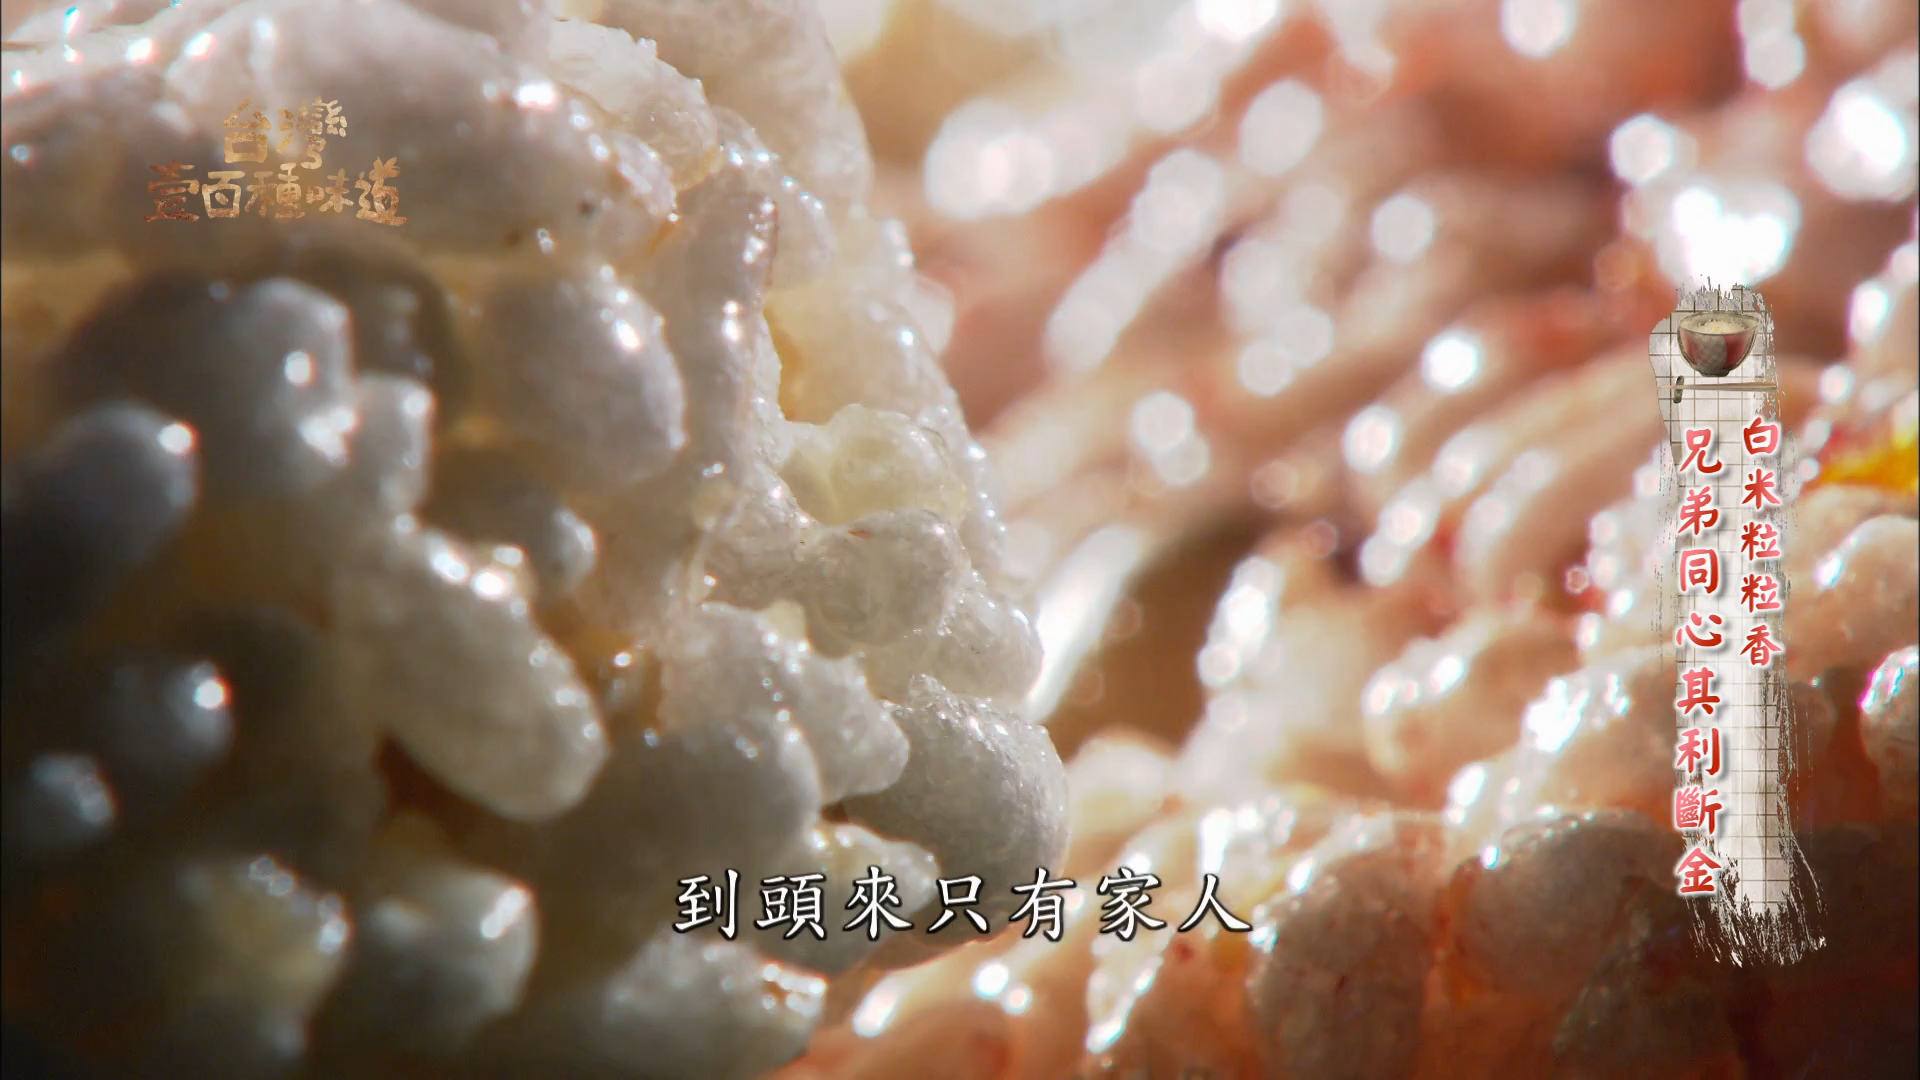 台灣
壹百種味道
白米粒粒香
兄弟同心其利斷金
到頭來只有家人